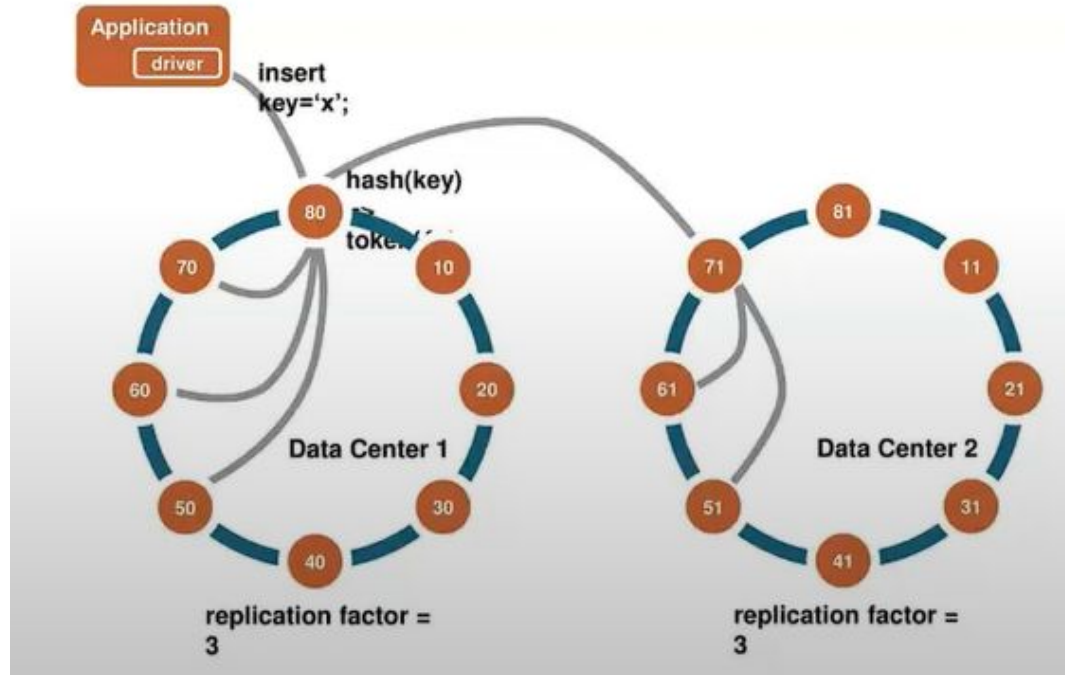 Application
driver
insert
key=‘x’;
hash(key)
80
70
10
60
20
50
30
40
Data Center 1
replication factor =
3
81
71
11
61
21
51
31
41
Data Center 2
replication factor =
3